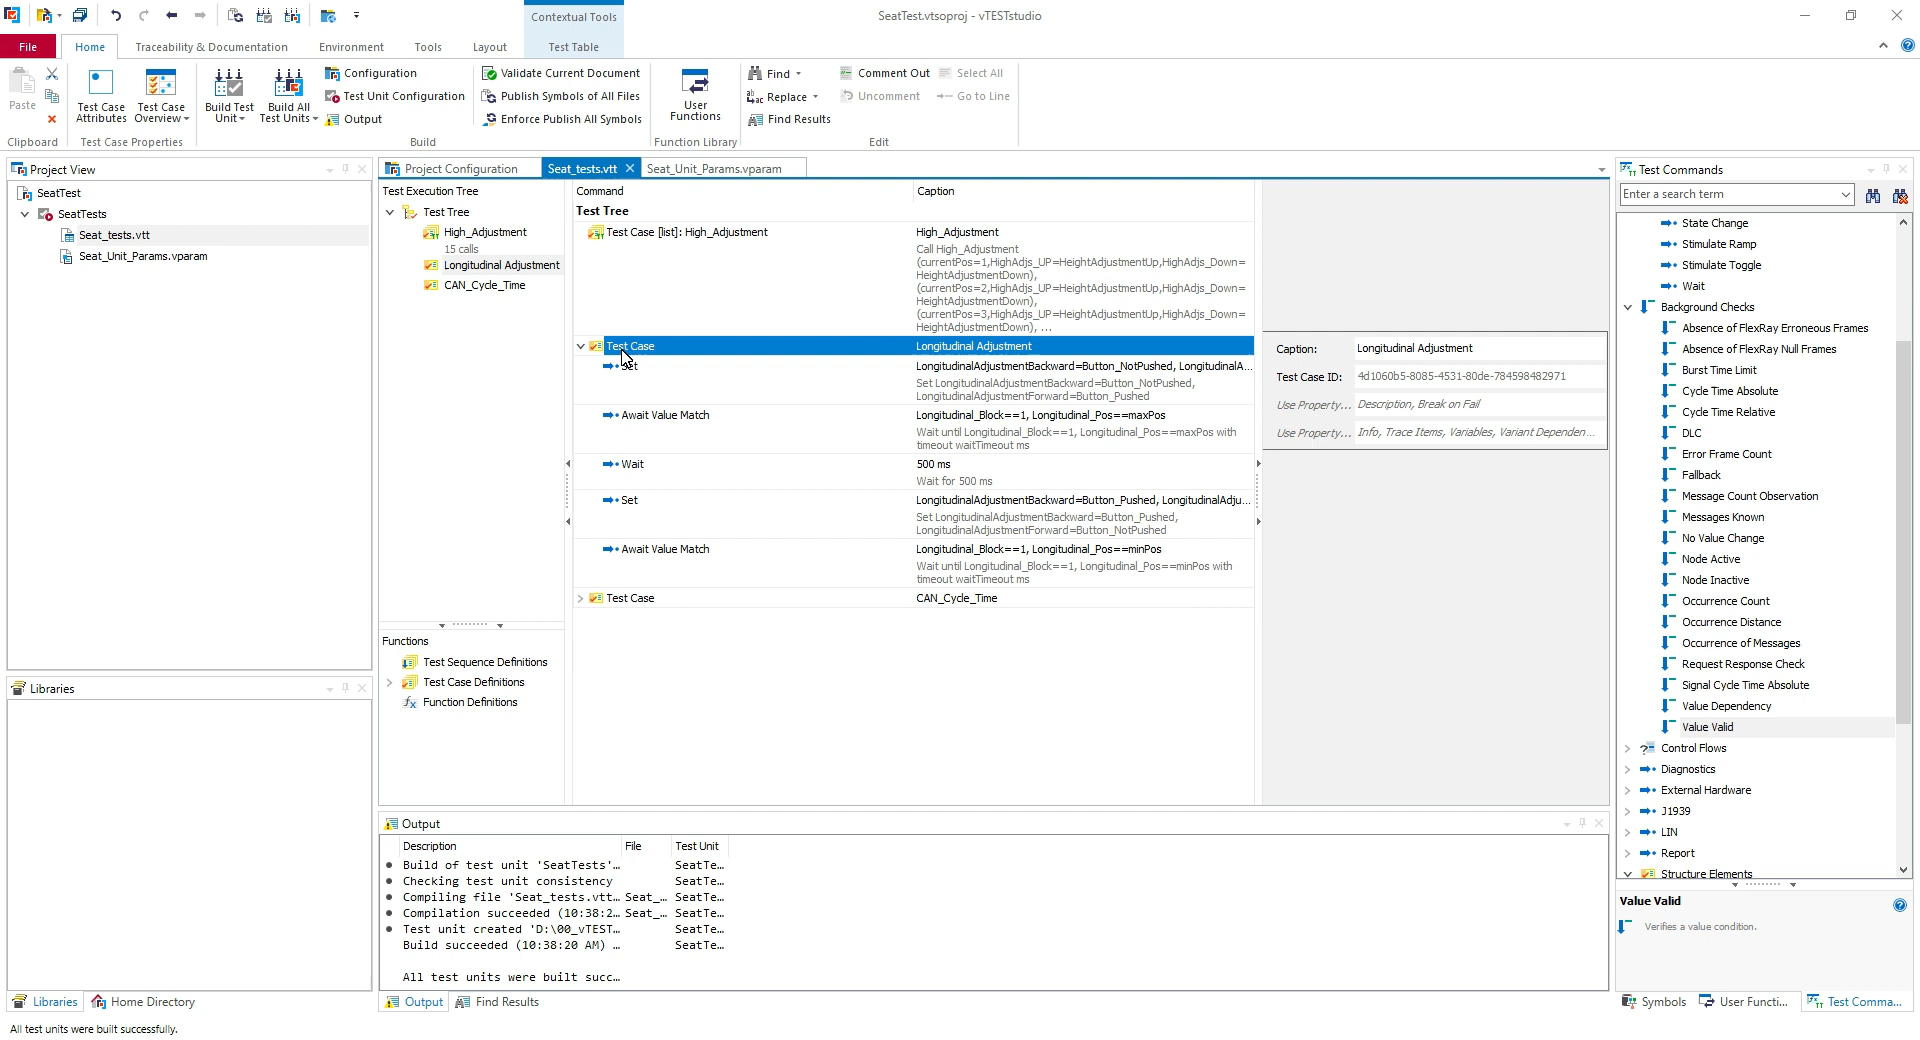 SeatTest.vtsoproj - vTESTstudio
Contextual Tools
File
Home
Traceability & Documentation
Environment
Tools
Layout
Test Table
Paste
Test Case
Attributes
Test Case
Overview
Build Test
Unit
Build All
Test Units
Configuration
Test Unit Configuration
Output
Validate Current Document
Publish Symbols of All Files
Enforce Publish All Symbols
User
Functions
Find
Replace
Find Results
Comment Out
Uncomment
Select All
Go to Line
Clipboard
Test Case Properties
Build
Function Library
Edit
Project View
SeatTest
SeatTests
Seat_tests.vtt
Seat_Unit_Params.vparam
Libraries
Libraries
Home Directory
Project Configuration
Seat_tests.vtt
Seat_Unit_Params.vparam
Test Execution Tree
Test Tree
High_Adjustment
15 calls
Longitudinal Adjustment
CAN_Cycle_Time
Functions
Test Sequence Definitions
Test Case Definitions
Function Definitions
Command
Caption
Test Tree
Test Case [list]: High_Adjustment
High_Adjustment
Call High_Adjustment
(currentPos=1,HighAdjs_UP=HeightAdjustmentUp,HighAdjs_Down=
HeightAdjustmentDown),
(currentPos=2,HighAdjs_UP=HeightAdjustmentUp,HighAdjs_Down=
HeightAdjustmentDown),
(currentPos=3,HighAdjs_UP=HeightAdjustmentUp,HighAdjs_Down=
HeightAdjustmentDown), ...
Test Case
Longitudinal Adjustment
Set
LongitudinalAdjustmentBackward=Button_NotPushed, LongitudinalA...
Set LongitudinalAdjustmentBackward=Button_NotPushed,
LongitudinalAdjustmentForward=Button_Pushed
Await Value Match
Longitudinal_Block==1, Longitudinal_Pos==maxPos
Wait until Longitudinal_Block==1, Longitudinal_Pos==maxPos with
timeout waitTimeout ms
Wait
500 ms
Wait for 500 ms
Set
LongitudinalAdjustmentBackward=Button_Pushed, LongitudinalAdju...
Set LongitudinalAdjustmentBackward=Button_Pushed,
LongitudinalAdjustmentForward=Button_NotPushed
Await Value Match
Longitudinal_Block==1, Longitudinal_Pos==minPos
Wait until Longitudinal_Block==1, Longitudinal_Pos==minPos with
timeout waitTimeout ms
Test Case
CAN_Cycle_Time
Caption:
Longitudinal Adjustment
Test Case ID:
4d1060b5-8085-4531-80de-784598482971
Use Property...
Description, Break on Fail
Use Property...
Info, Trace Items, Variables, Variant Dependen...
Output
Description
File
Test Unit
Build of test unit 'SeatTests'...
SeatTe...
Checking test unit consistency
SeatTe...
Compiling file 'Seat_tests.vtt...
Seat_...
SeatTe...
Compilation succeeded (10:38:2...
Seat_...
SeatTe...
Test unit created 'D:\00_vTEST...
SeatTe...
Build succeeded (10:38:20 AM) ...
SeatTe...
All test units were built succ...
Output
Find Results
Test Commands
Enter a search term
State Change
Stimulate Ramp
Stimulate Toggle
Wait
Background Checks
Absence of FlexRay Erroneous Frames
Absence of FlexRay Null Frames
Burst Time Limit
Cycle Time Absolute
Cycle Time Relative
DLC
Error Frame Count
Fallback
Message Count Observation
Messages Known
No Value Change
Node Active
Node Inactive
Occurrence Count
Occurrence Distance
Occurrence of Messages
Request Response Check
Signal Cycle Time Absolute
Value Dependency
Value Valid
Control Flows
Diagnostics
External Hardware
J1939
LIN
Report
Structure Elements
Value Valid
Verifies a value condition.
Symbols
User Functi...
Test Comma...
All test units were built successfully.